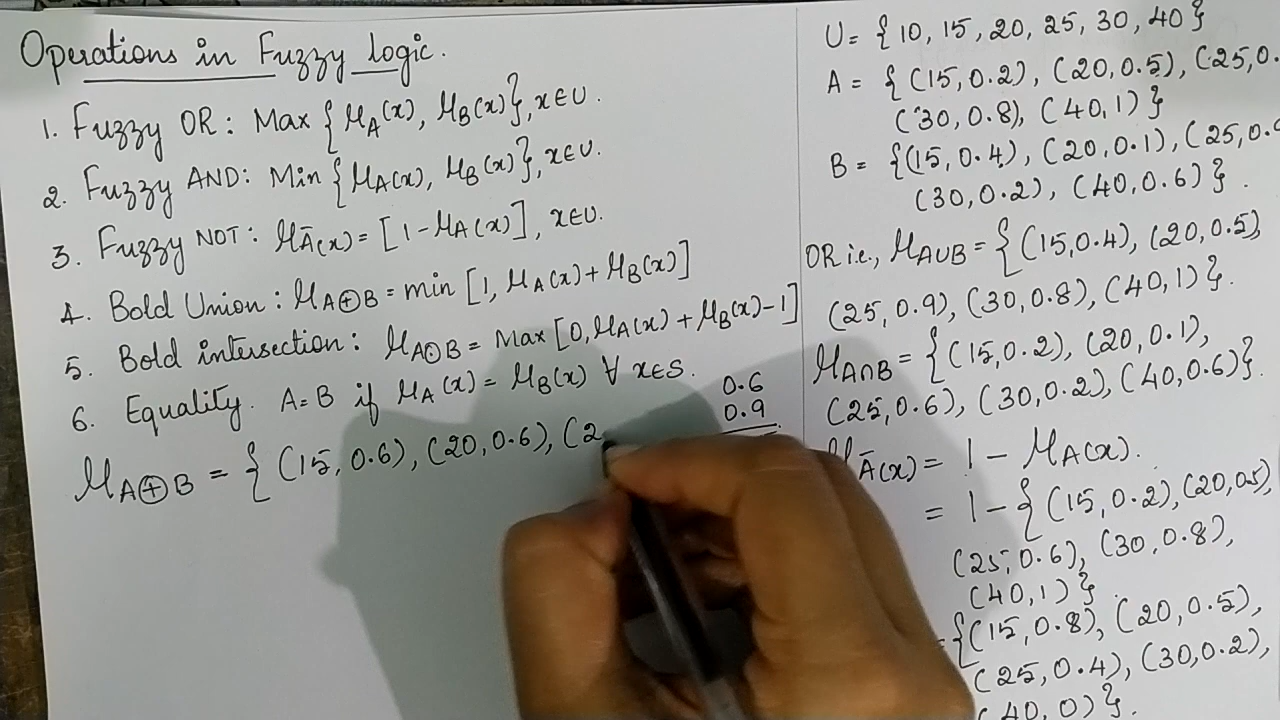 Operations in Fuzzy logic.
1. Fuzzy OR: Max {μA(x), μB(x)}, x∈U.
2. Fuzzy AND: Min {μA(x), μB(x)}, x∈U.
3. Fuzzy NOT: μĀ(x) = [1-μA(x)], x∈U.
4. Bold Union: μA⊕B = min [1, μA(x)+μB(x)]
5. Bold intersection: μA⊙B = Max [0, μA(x)+μB(x)-1]
6. Equality. A=B if μA(x) = μB(x) ∀ x∈S.
0.6
0.9
μA⊕B = { (15, 0.6), (20, 0.6), (2
U = { 10, 15, 20, 25, 30, 40 }
A = { (15, 0.2), (20, 0.5), (25, 0.
(30, 0.8), (40, 1) }
B = {(15, 0.4), (20, 0.1), (25, 0.9
(30, 0.2), (40, 0.6) }.
OR i.e., μA∪B = { (15, 0.4), (20, 0.5),
(25, 0.9), (30, 0.8), (40, 1) }.
μA∩B = { (15, 0.2), (20, 0.1),
(25, 0.6), (30, 0.2), (40, 0.6) }.
μĀ(x) = 1 - μA(x).
= 1 - { (15, 0.2), (20, 0.5),
(25, 0.6), (30, 0.8),
(40, 1) }.
= {(15, 0.8), (20, 0.5),
(25, 0.4), (30, 0.2),
(40, 0) }.